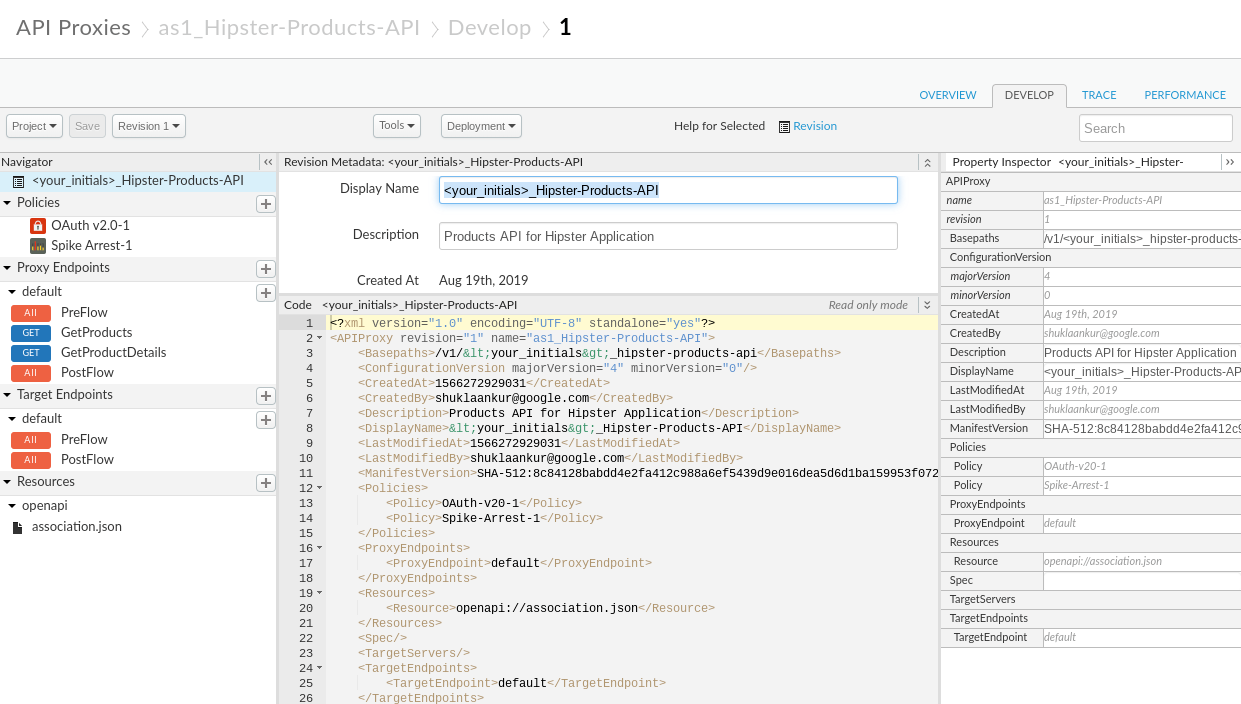 API Proxies 〉 as1_Hipster-Products-API 〉 Develop 〉 1
OVERVIEW DEVELOP TRACE PERFORMANCE
Project Save Revision 1 Tools Deployment Help for Selected Revision Search
Navigator
<your_initials>_Hipster-Products-API
Policies
OAuth v2.0-1
Spike Arrest-1
Proxy Endpoints
default
All PreFlow
GET GetProducts
GET GetProductDetails
All PostFlow
Target Endpoints
default
All PreFlow
All PostFlow
Resources
openapi
association.json
Revision Metadata: <your_initials>_Hipster-Products-API
Display Name <your_initials>_Hipster-Products-API
Description Products API for Hipster Application
Created At Aug 19th, 2019
Code <your_initials>_Hipster-Products-API Read only mode
1 <?xml version="1.0" encoding="UTF-8" standalone="yes"?>
2 <APIProxy revision="1" name="as1_Hipster-Products-API">
3 <Basepaths>/v1/&lt;your_initials&gt;_hipster-products-api</Basepaths>
4 <ConfigurationVersion majorVersion="4" minorVersion="0"/>
5 <CreatedAt>1566272929031</CreatedAt>
6 <CreatedBy>shuklaankur@google.com</CreatedBy>
7 <Description>Products API for Hipster Application</Description>
8 <DisplayName>&lt;your_initials&gt;_Hipster-Products-API</DisplayName>
9 <LastModifiedAt>1566272929031</LastModifiedAt>
10 <LastModifiedBy>shuklaankur@google.com</LastModifiedBy>
11 <ManifestVersion>SHA-512:8c84128babdd4e2fa412c988a6ef5439d9e016dea5d6d1ba159953f072
12 <Policies>
13 <Policy>OAuth-v20-1</Policy>
14 <Policy>Spike-Arrest-1</Policy>
15 </Policies>
16 <ProxyEndpoints>
17 <ProxyEndpoint>default</ProxyEndpoint>
18 </ProxyEndpoints>
19 <Resources>
20 <Resource>openapi://association.json</Resource>
21 </Resources>
22 <Spec/>
23 <TargetServers/>
24 <TargetEndpoints>
25 <TargetEndpoint>default</TargetEndpoint>
26 </TargetEndpoints>
Property Inspector <your_initials>_Hipster-
APIProxy
name as1_Hipster-Products-API
revision 1
Basepaths /v1/<your_initials>_hipster-products-
ConfigurationVersion
majorVersion 4
minorVersion 0
CreatedAt Aug 19th, 2019
CreatedBy shuklaankur@google.com
Description Products API for Hipster Application
DisplayName <your_initials>_Hipster-Products-AP
LastModifiedAt Aug 19th, 2019
LastModifiedBy shuklaankur@google.com
ManifestVersion SHA-512:8c84128babdd4e2fa412c9
Policies
Policy OAuth-v20-1
Policy Spike-Arrest-1
ProxyEndpoints
ProxyEndpoint default
Resources
Resource openapi://association.json
Spec
TargetServers
TargetEndpoints
TargetEndpoint default